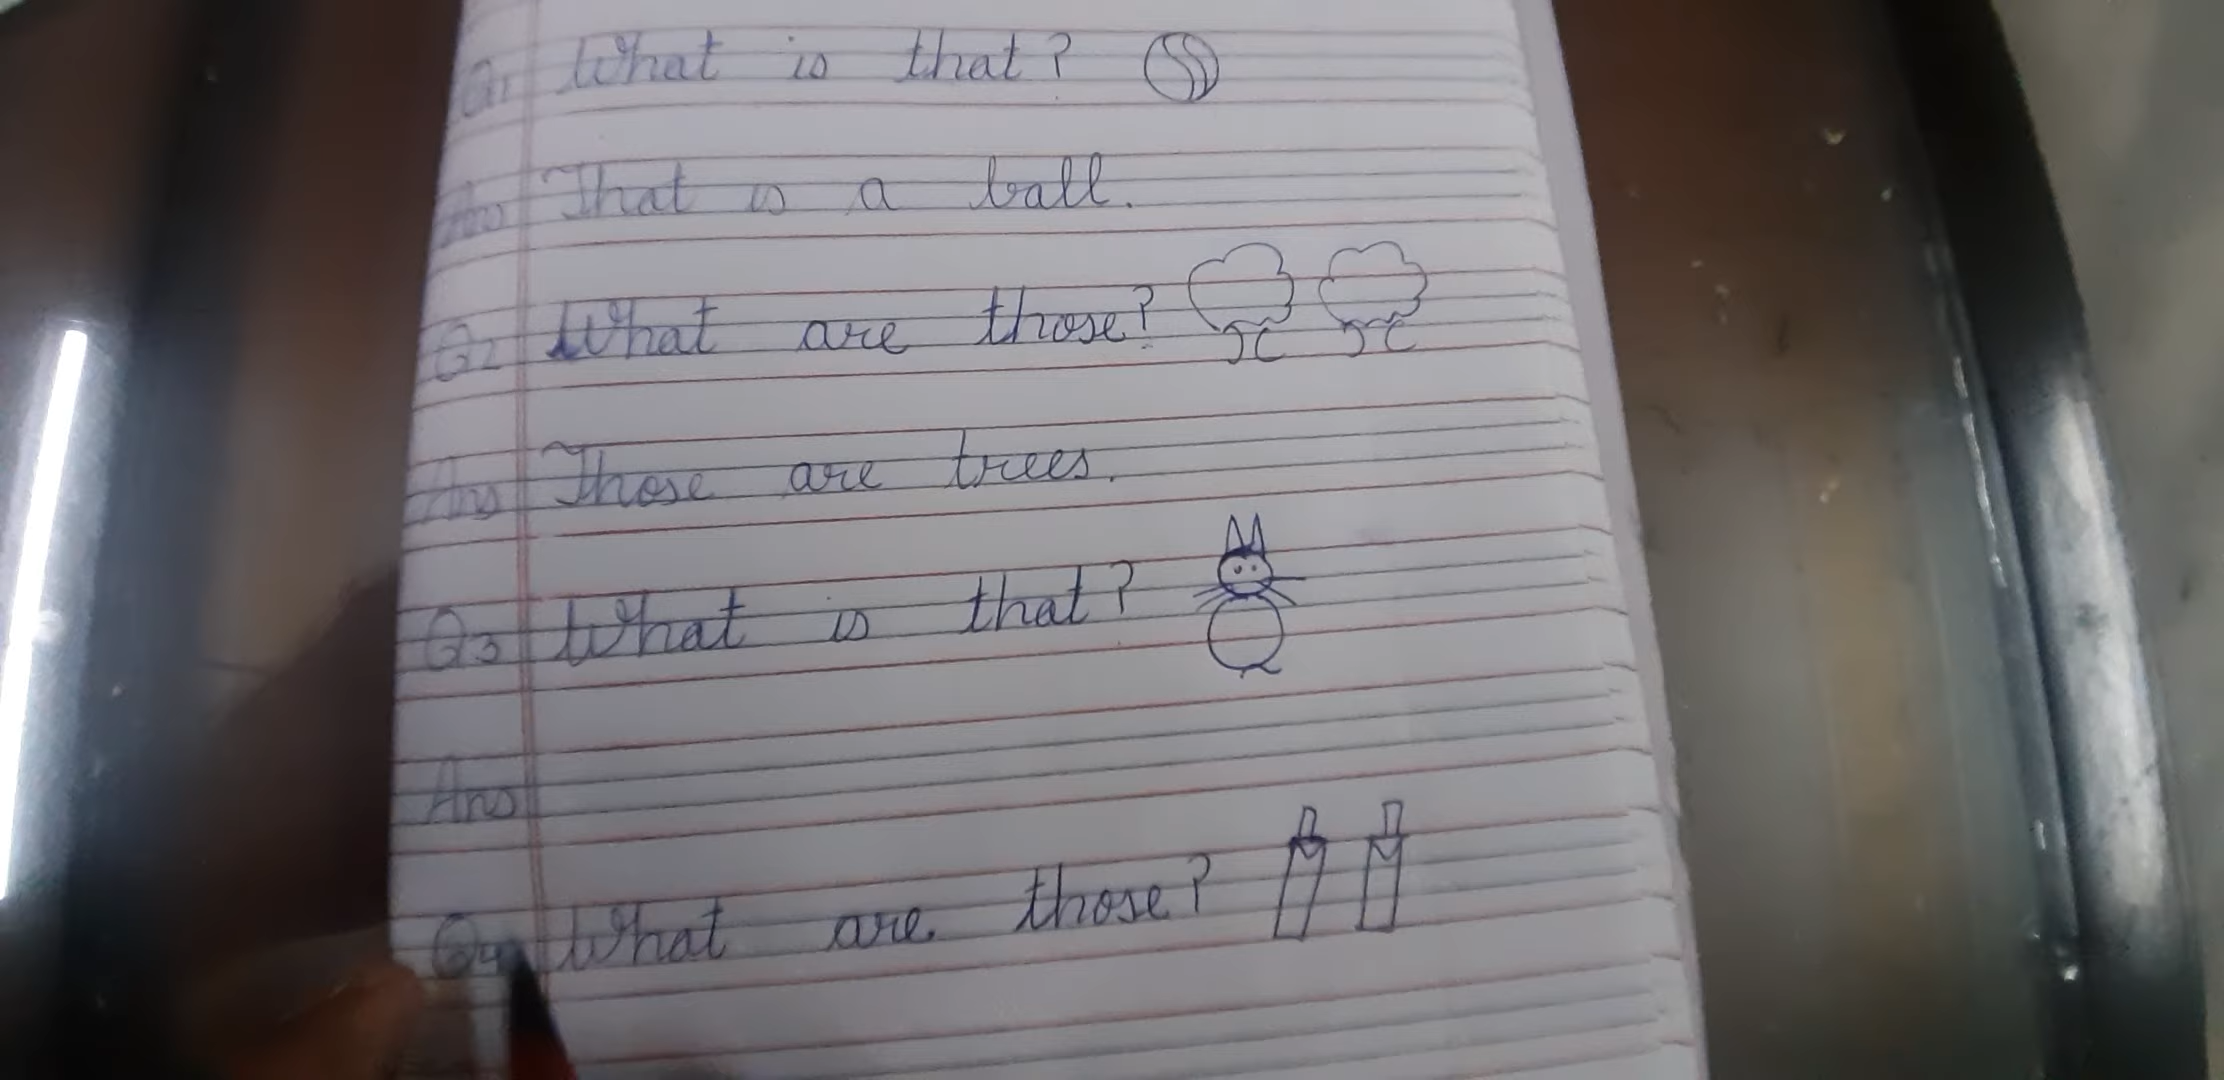 Q1 What is that?
Ans That is a ball.
Q2 What are those?
Ans Those are trees.
Q3 What is that?
Ans
Q4 What are those?